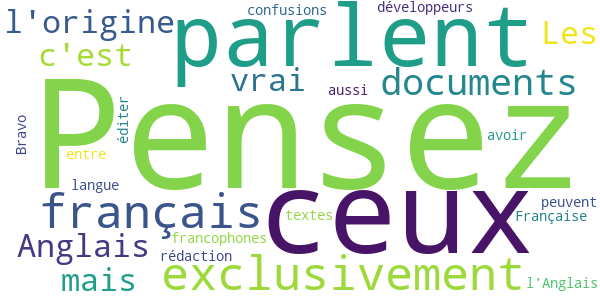 l'origine
parlent
confusions
développeurs
Les
c'est
vrai
aussi
documents
Pensez
Bravo
éditer
entre
avoir
langue
ceux
français
textes
peuvent
Française
Anglais
francophones
rédaction
mais
exclusivement
l'Anglais